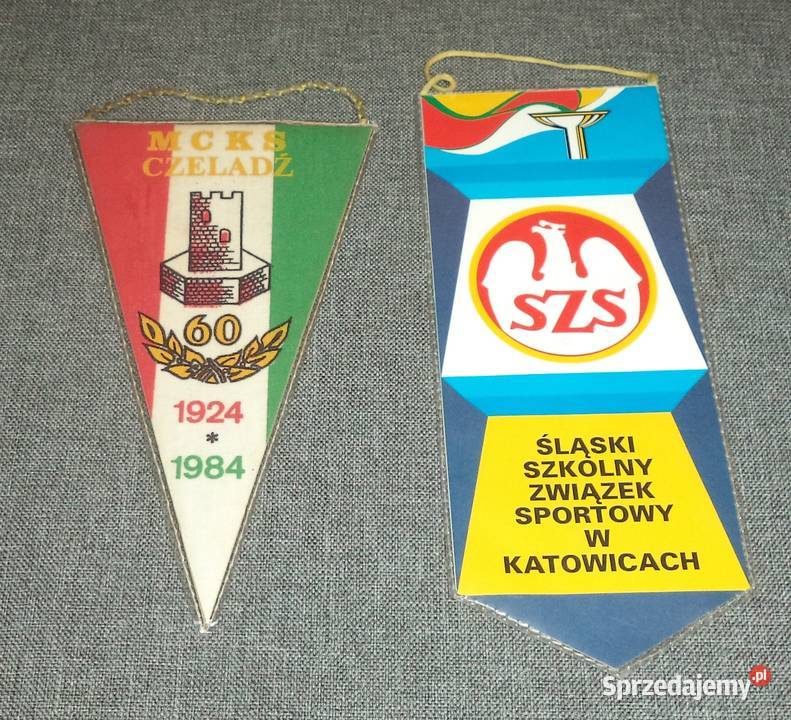 MCKS
CZELADŹ
60
1924
*
1984
SZS
ŚLĄSKI
SZKOLNY
ZWIĄZEK
SPORTOWY
W
KATOWICACH
Sprzedajemy.pl